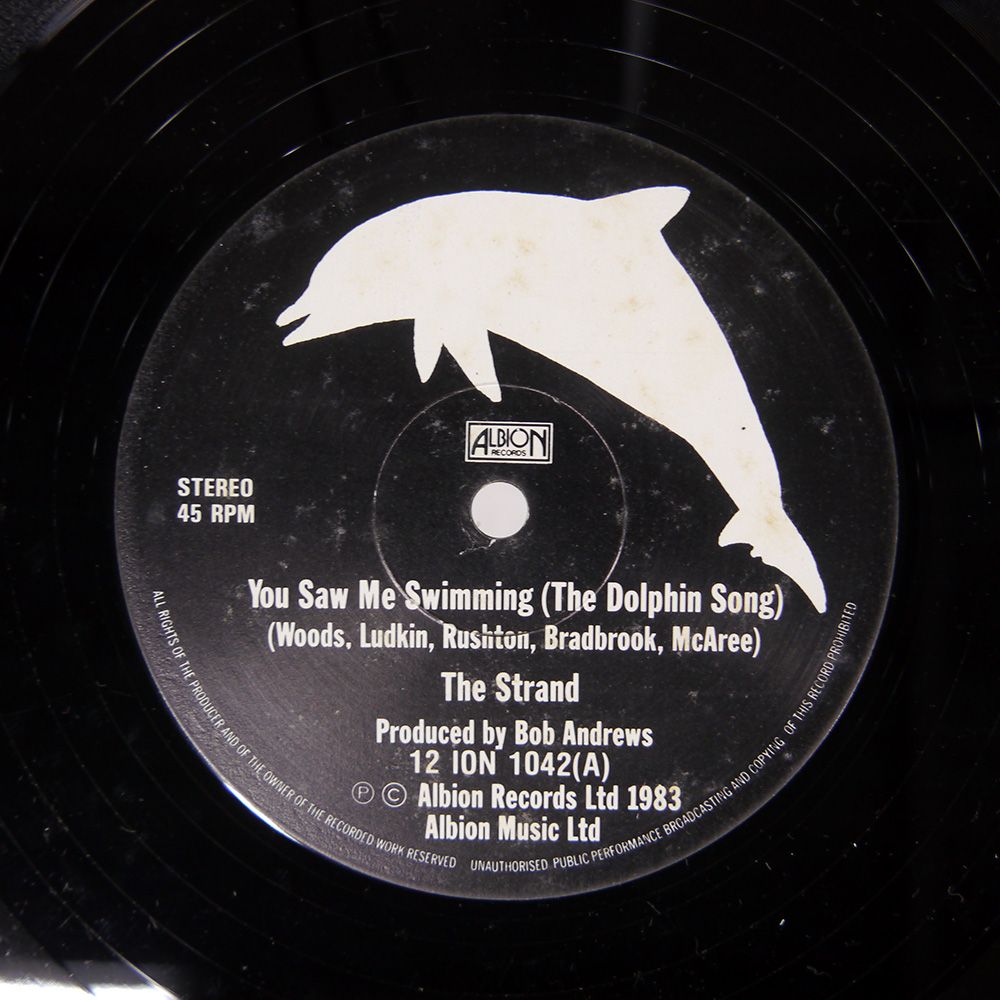 ALBION
RECORDS
STEREO
45 RPM
You Saw Me Swimming (The Dolphin Song)
(Woods, Ludkin, Rushton, Bradbrook, McAree)
The Strand
Produced by Bob Andrews
12 ION 1042(A)
Ⓟ © Albion Records Ltd 1983
Albion Music Ltd
ALL RIGHTS OF THE PRODUCER AND OF THE OWNER OF THE RECORDED WORK RESERVED UNAUTHORISED PUBLIC PERFORMANCE BROADCASTING AND COPYING OF THIS RECORD PROHIBITED